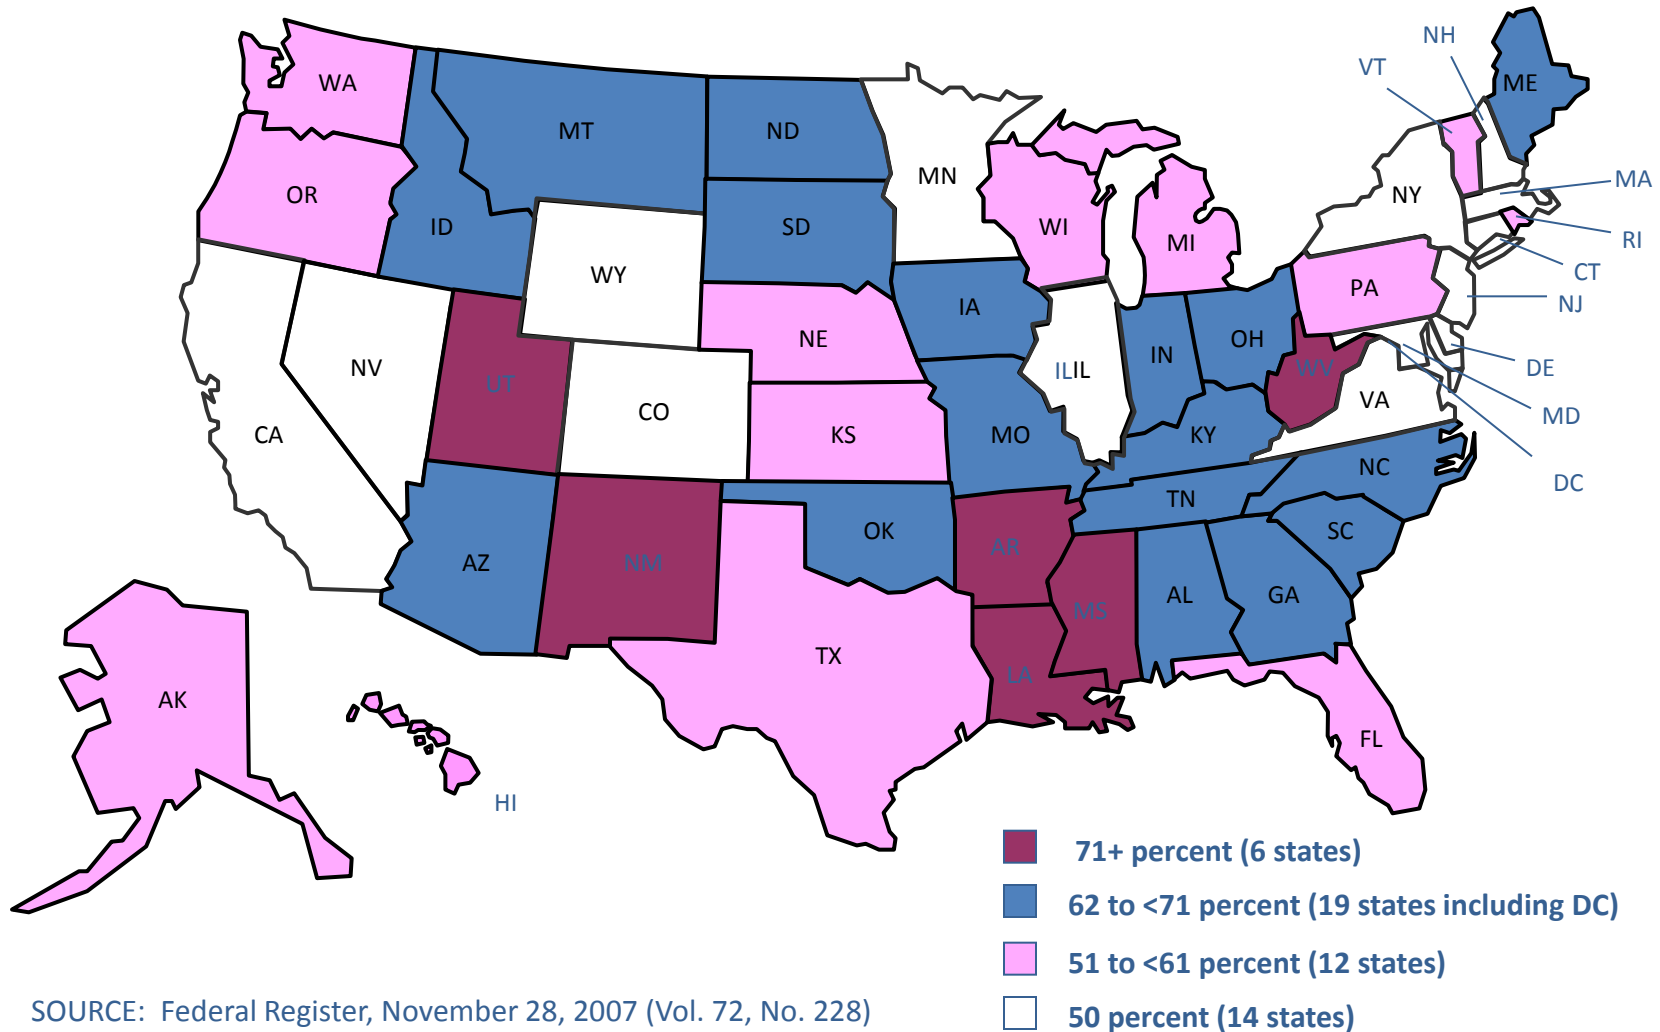 NH
VT
ME
WA
MT
ND
MN
MA
OR
NY
ID
SD
WI
MI
RI
WY
CT
PA
NJ
IA
NE
OH
IN
NV
UT
ILIL
WV
DE
CO
VA
MD
CA
KS
MO
KY
NC
DC
TN
OK
SC
AR
AZ
NM
AL
GA
MS
TX
LA
AK
FL
HI
71+ percent (6 states)
62 to <71 percent (19 states including DC)
51 to <61 percent (12 states)
SOURCE: Federal Register, November 28, 2007 (Vol. 72, No. 228)
50 percent (14 states)